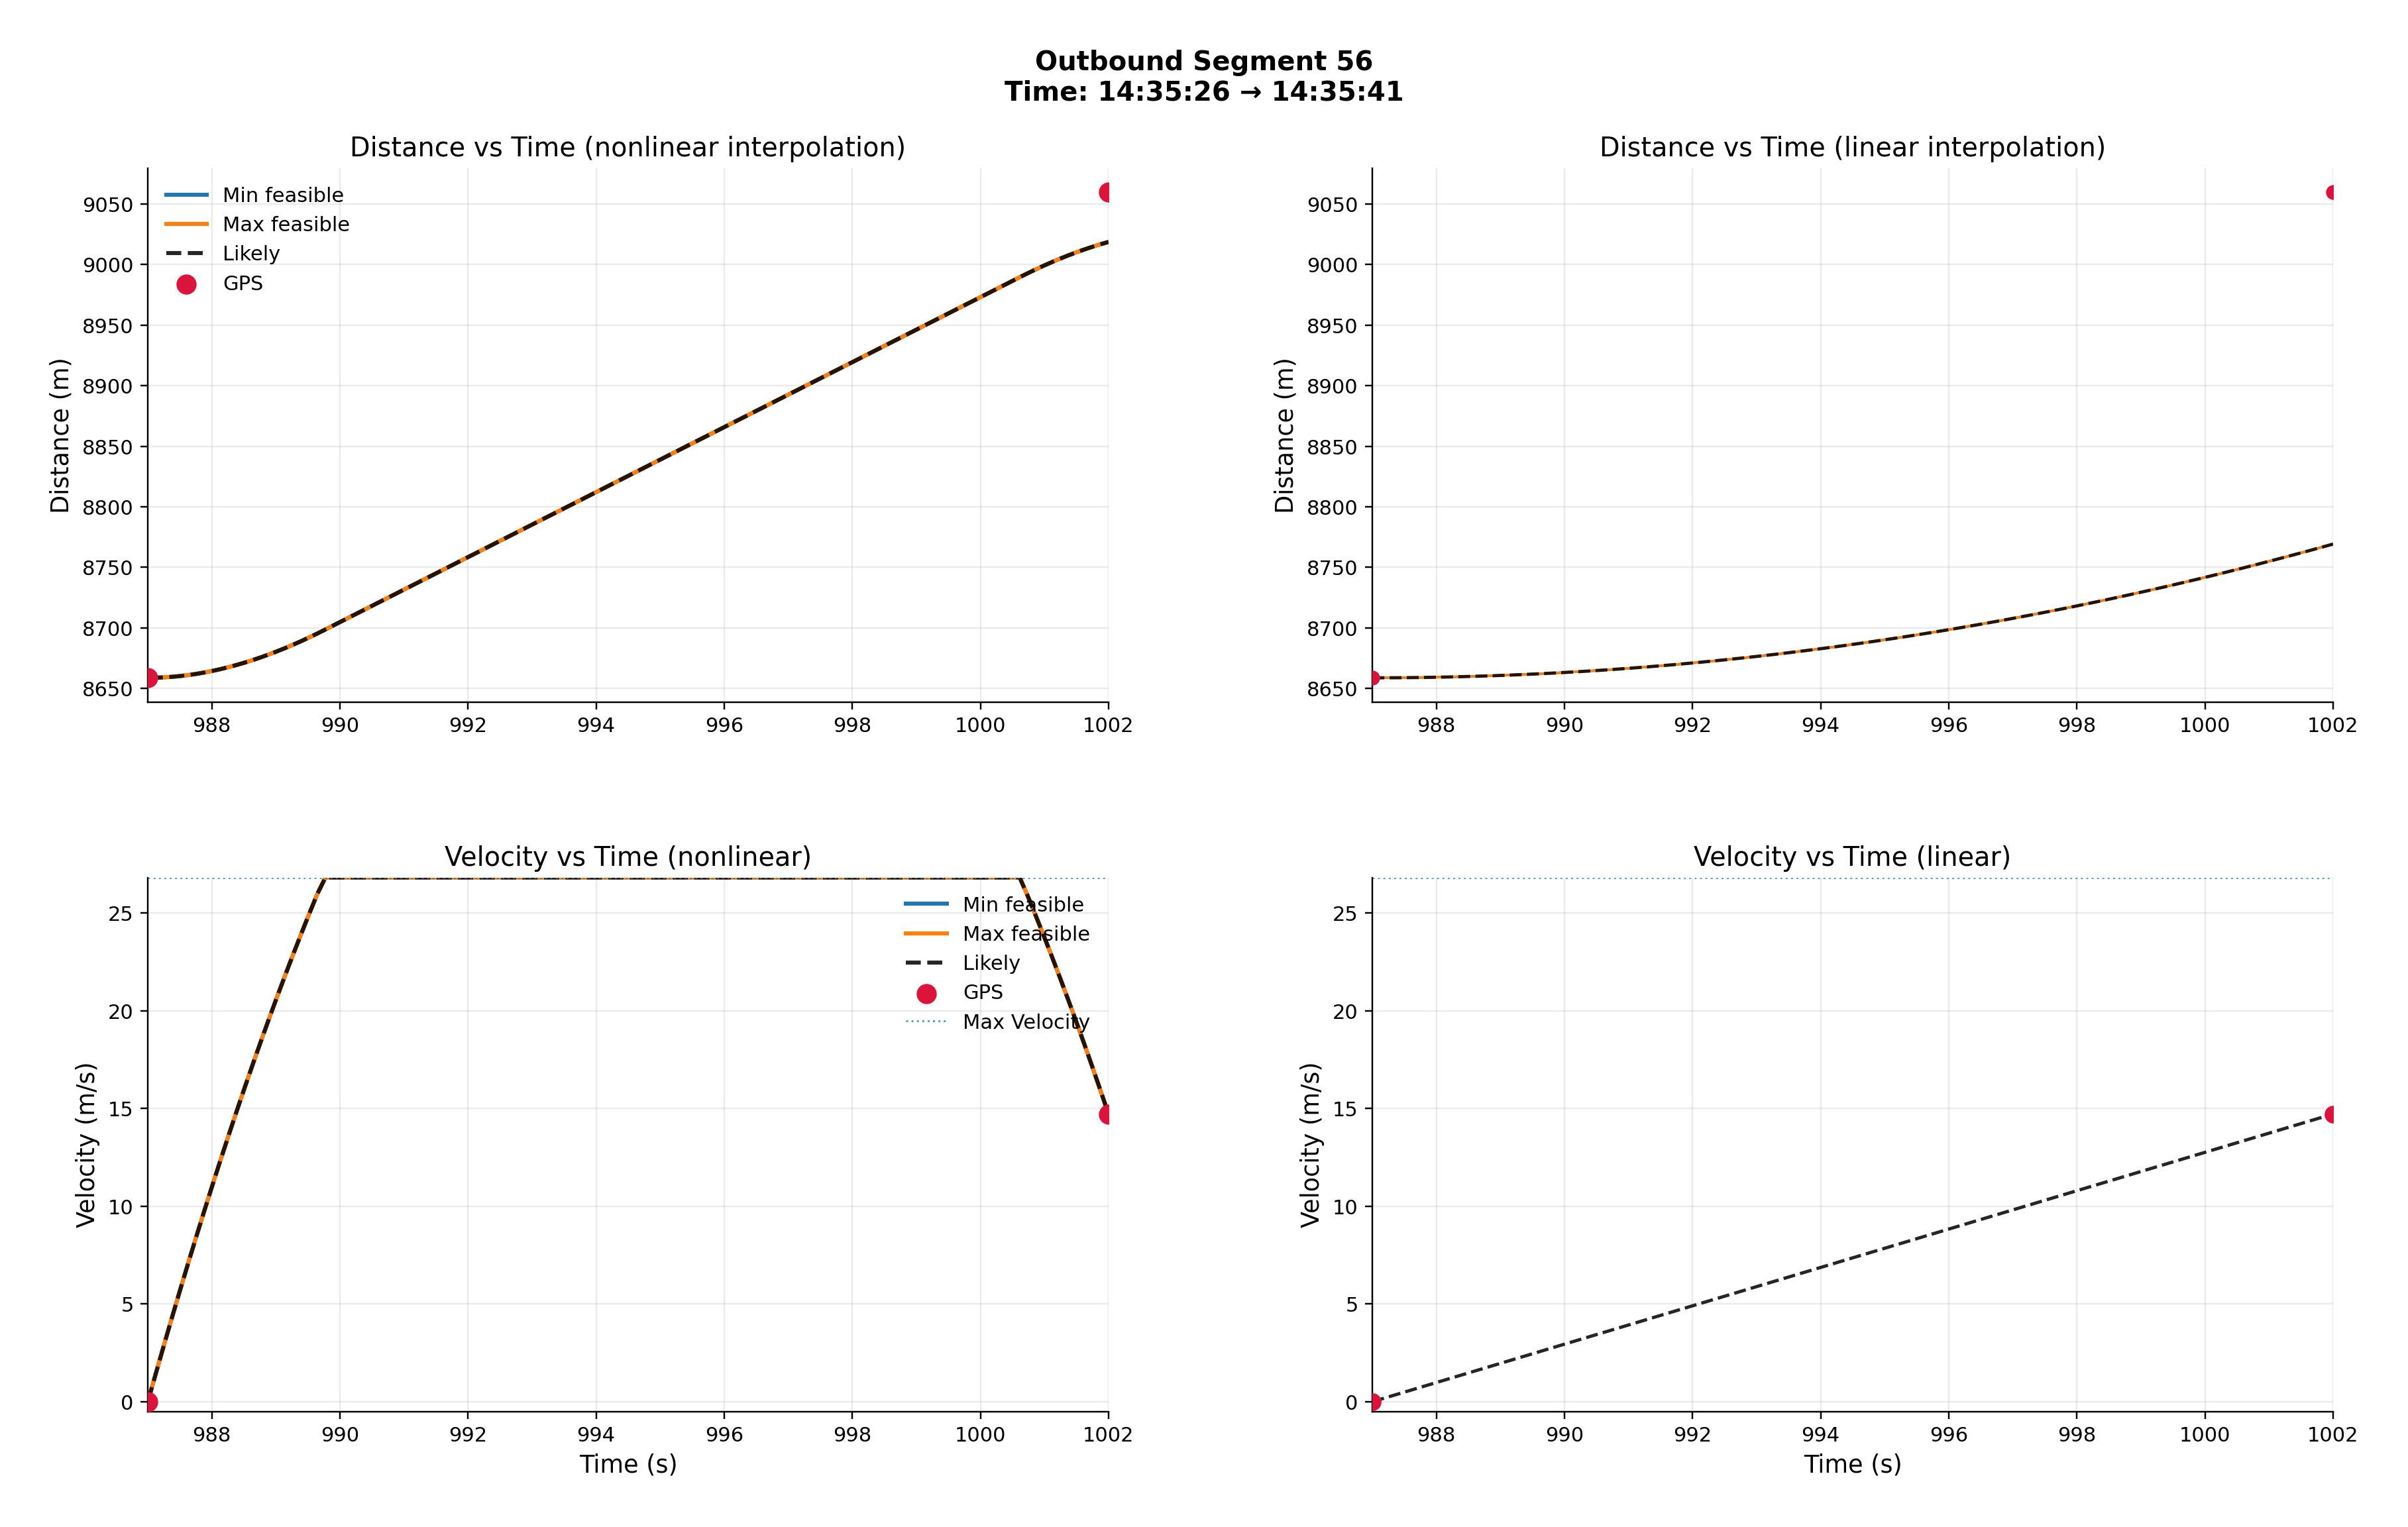 Outbound Segment 56
Time: 14:35:26 → 14:35:41
Distance vs Time (nonlinear interpolation)
Distance (m)
9050
9000
8950
8900
8850
8800
8750
8700
8650
Min feasible
Max feasible
Likely
GPS
988 990 992 994 996 998 1000 1002
Distance vs Time (linear interpolation)
Distance (m)
9050
9000
8950
8900
8850
8800
8750
8700
8650
988 990 992 994 996 998 1000 1002
Velocity vs Time (nonlinear)
Velocity (m/s)
25
20
15
10
5
0
Min feasible
Max feasible
Likely
GPS
Max Velocity
988 990 992 994 996 998 1000 1002
Time (s)
Velocity vs Time (linear)
Velocity (m/s)
25
20
15
10
5
0
988 990 992 994 996 998 1000 1002
Time (s)